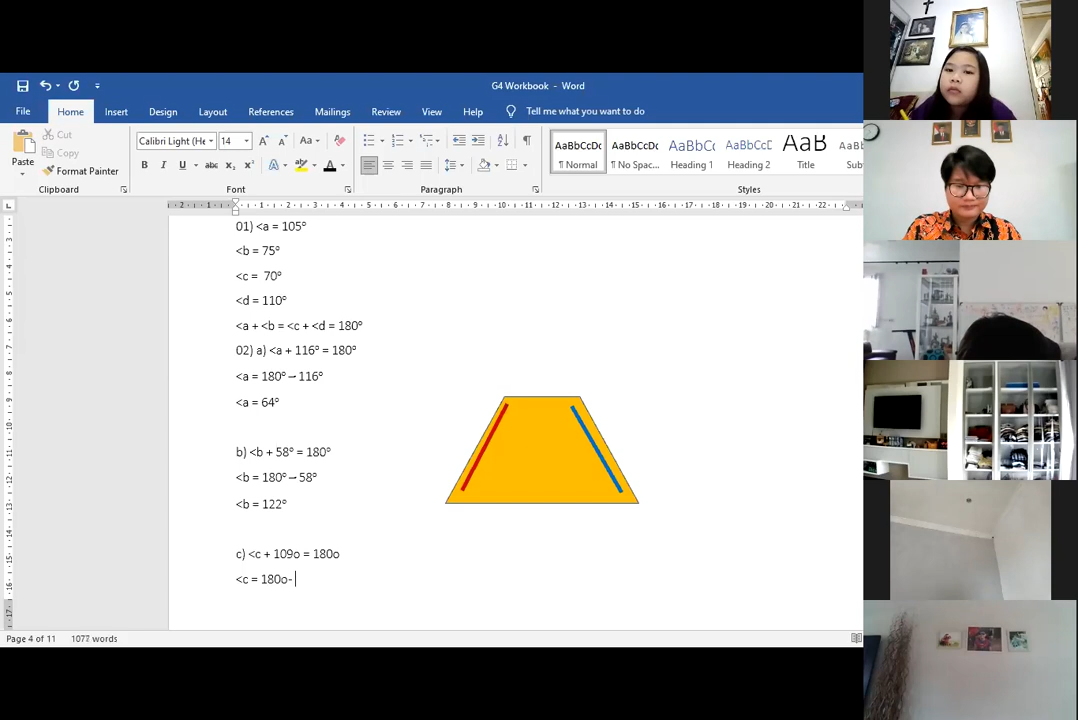 G4 Workbook - Word
File Home Insert Design Layout References Mailings Review View Help Tell me what you want to do
Paste
Cut
Copy
Format Painter
Clipboard
Calibri Light (He 14
Font
Paragraph
AaBbCcDc AaBbCcDc AaBbCc AaBbCcD AaB
¶ Normal ¶ No Spac... Heading 1 Heading 2 Title
Styles
01) <a = 105°
<b = 75°
<c = 70°
<d = 110°
<a + <b = <c + <d = 180°
02) a) <a + 116° = 180°
<a = 180° – 116°
<a = 64°
b) <b + 58° = 180°
<b = 180° – 58°
<b = 122°
c) <c + 109o = 180o
<c = 180o-
Page 4 of 11 1077 words